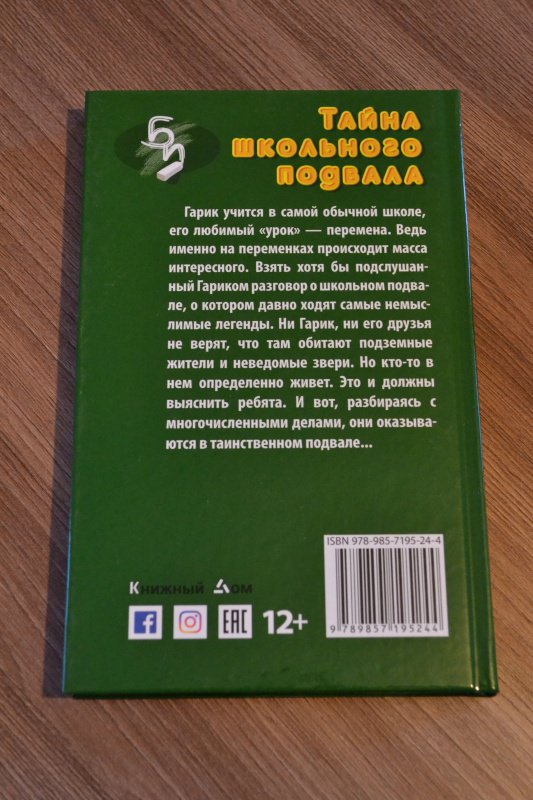 БП
ТАЙНА
ШКОЛЬНОГО
ПОДВАЛА
Гарик учится в самой обычной школе,
его любимый «урок» — перемена. Ведь
именно на переменках происходит масса
интересного. Взять хотя бы подслушан-
ный Гариком разговор о школьном подва-
ле, о котором давно ходят самые немыс-
лимые легенды. Ни Гарик, ни его друзья
не верят, что там обитают подземные
жители и неведомые звери. Но кто-то в
нем определенно живет. Это и должны
выяснить ребята. И вот, разбираясь с
многочисленными делами, они оказыва-
ются в таинственном подвале...
ISBN 978-985-7195-24-4
Книжный Дом
f
EAC
12+
9 789857 195244